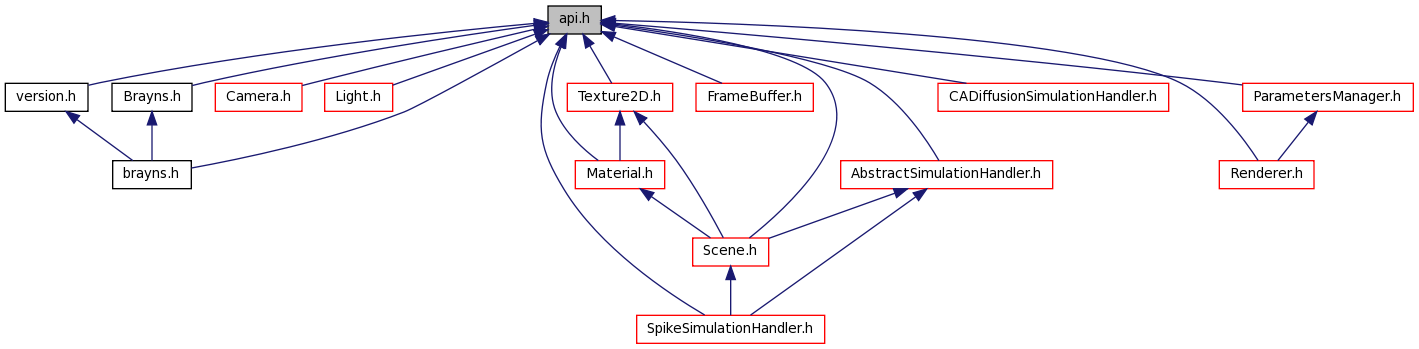 api.h
version.h
Brayns.h
Camera.h
Light.h
Texture2D.h
FrameBuffer.h
CADiffusionSimulationHandler.h
ParametersManager.h
brayns.h
Material.h
AbstractSimulationHandler.h
Renderer.h
Scene.h
SpikeSimulationHandler.h